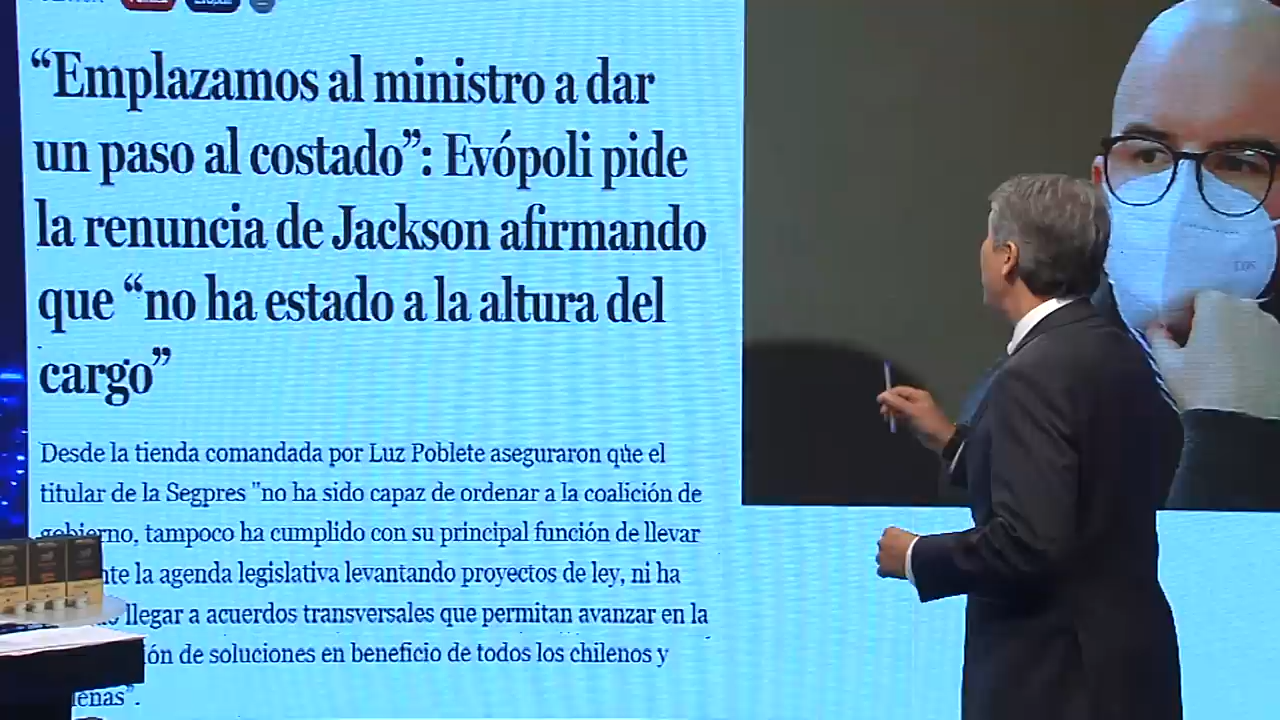 “Emplazamos al ministro a dar
un paso al costado”: Evópoli pide
la renuncia de Jackson afirmando
que “no ha estado a la altura del
cargo”
Desde la tienda comandada por Luz Poblete aseguraron que el
titular de la Segpres "no ha sido capaz de ordenar a la coalición de
gobierno, tampoco ha cumplido con su principal función de llevar
nte la agenda legislativa levantando proyectos de ley, ni ha
llegar a acuerdos transversales que permitan avanzar en la
ión de soluciones en beneficio de todos los chilenos y
lenas".